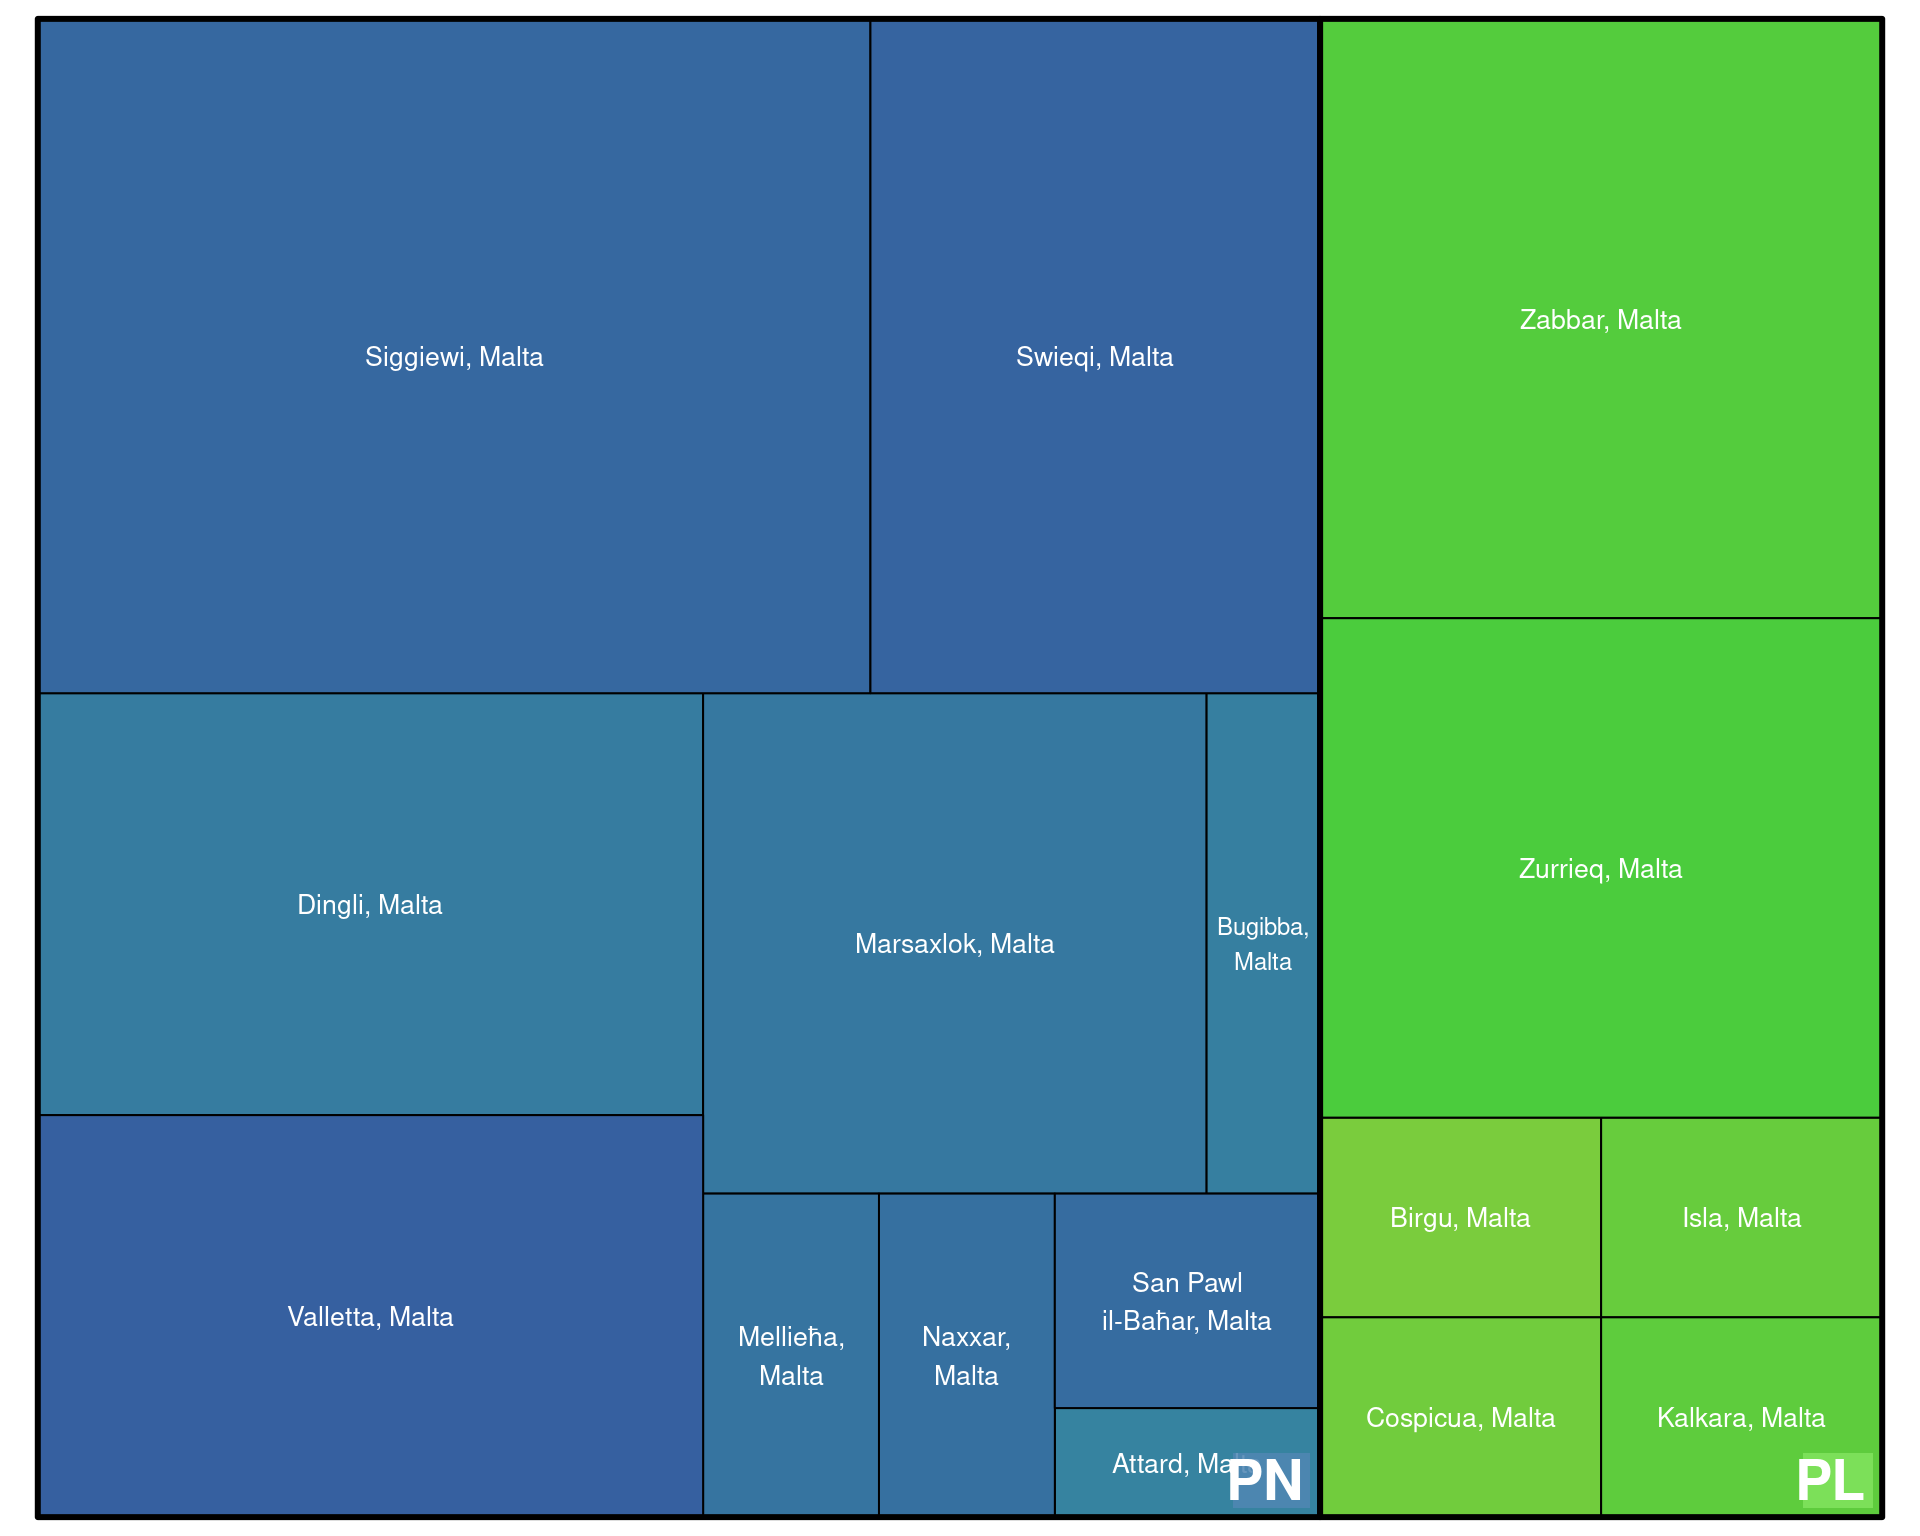 Siggiewi, Malta
Swieqi, Malta
Zabbar, Malta
Zurrieq, Malta
Dingli, Malta
Marsaxlok, Malta
Bugibba,
Malta
Valletta, Malta
Mellieħa,
Malta
Naxxar,
Malta
San Pawl
il-Baħar, Malta
Attard, Malta
PN
Birgu, Malta
Isla, Malta
Cospicua, Malta
Kalkara, Malta
PL